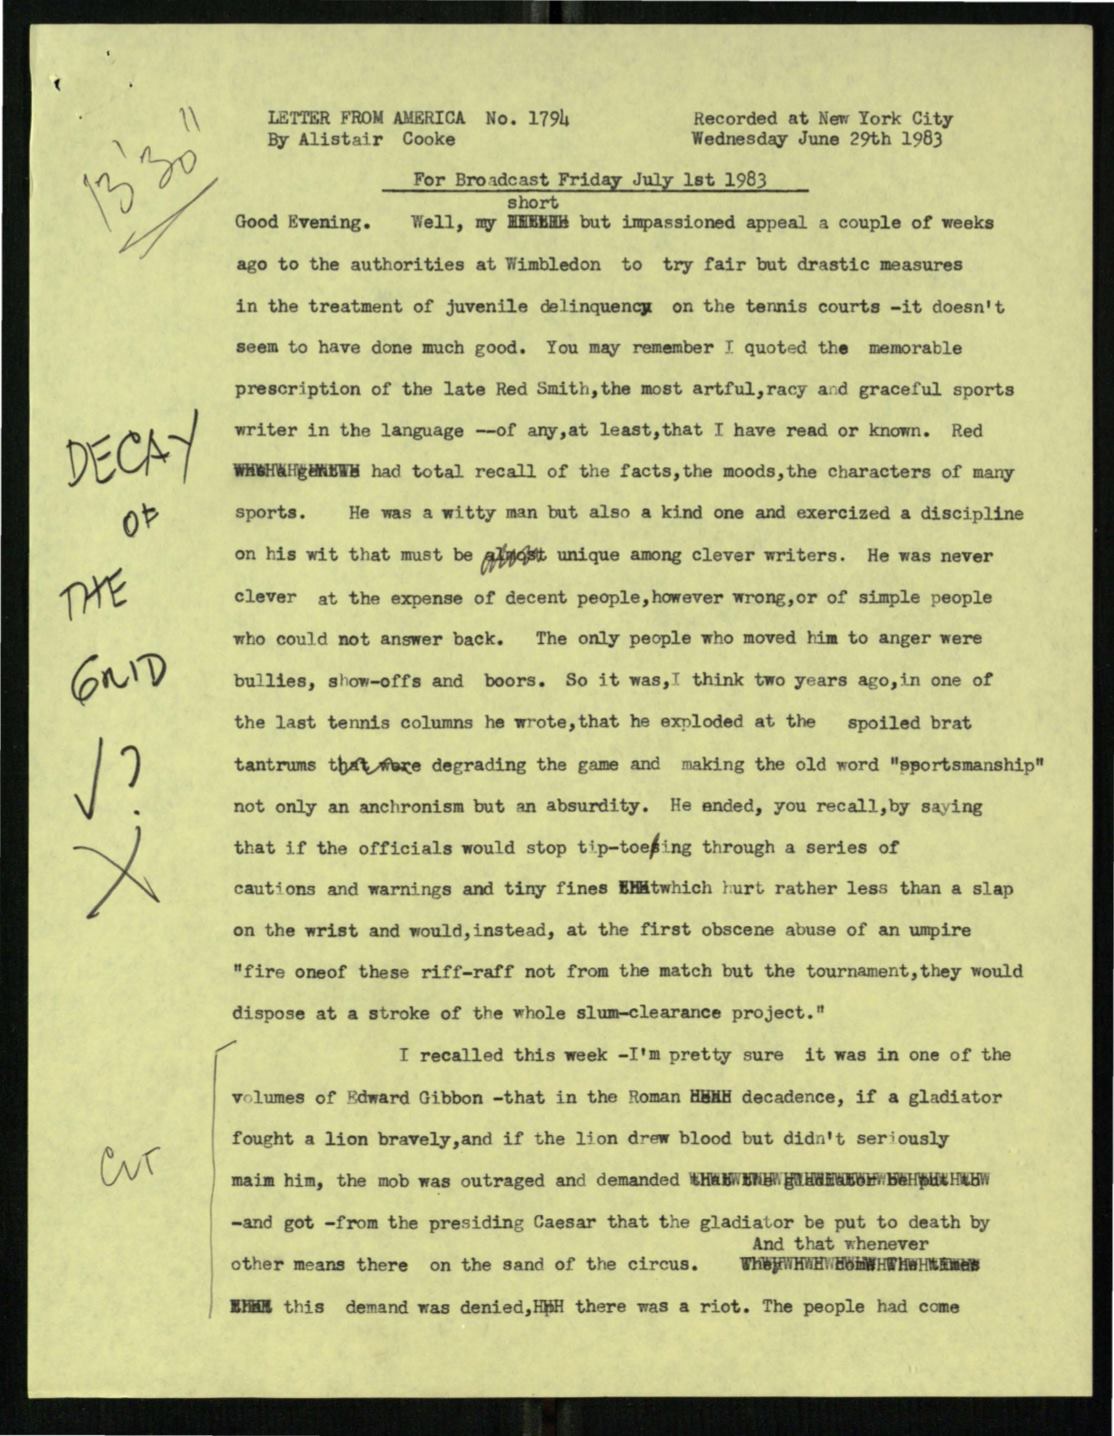 13'30"
LETTER FROM AMERICA No. 1794
Recorded at New York City
By Alistair Cooke
Wednesday June 29th 1983
For Broadcast Friday July 1st 1983
short
Good Evening. Well, my but impassioned appeal a couple of weeks
ago to the authorities at Wimbledon to try fair but drastic measures
in the treatment of juvenile delinquency on the tennis courts -it doesn't
seem to have done much good. You may remember I quoted the memorable
prescription of the late Red Smith,the most artful,racy and graceful sports
writer in the language --of any,at least,that I have read or known. Red
had total recall of the facts,the moods,the characters of many
sports. He was a witty man but also a kind one and exercized a discipline
on his wit that must be almost unique among clever writers. He was never
clever at the expense of decent people,however wrong,or of simple people
who could not answer back. The only people who moved him to anger were
bullies, show-offs and boors. So it was,I think two years ago,in one of
the last tennis columns he wrote,that he exploded at the spoiled brat
tantrums that were degrading the game and making the old word "sportsmanship"
not only an anchronism but an absurdity. He ended, you recall,by saying
that if the officials would stop tip-toeing through a series of
cautions and warnings and tiny fines which hurt rather less than a slap
on the wrist and would,instead, at the first obscene abuse of an umpire
"fire oneof these riff-raff not from the match but the tournament,they would
dispose at a stroke of the whole slum-clearance project."
I recalled this week -I'm pretty sure it was in one of the
volumes of Edward Gibbon -that in the Roman decadence, if a gladiator
fought a lion bravely,and if the lion drew blood but didn't seriously
maim him, the mob was outraged and demanded
-and got -from the presiding Caesar that the gladiator be put to death by
And that whenever
other means there on the sand of the circus.
this demand was denied, there was a riot. The people had come
DECAY
OF
THE
GRID
✓?
X
CUT